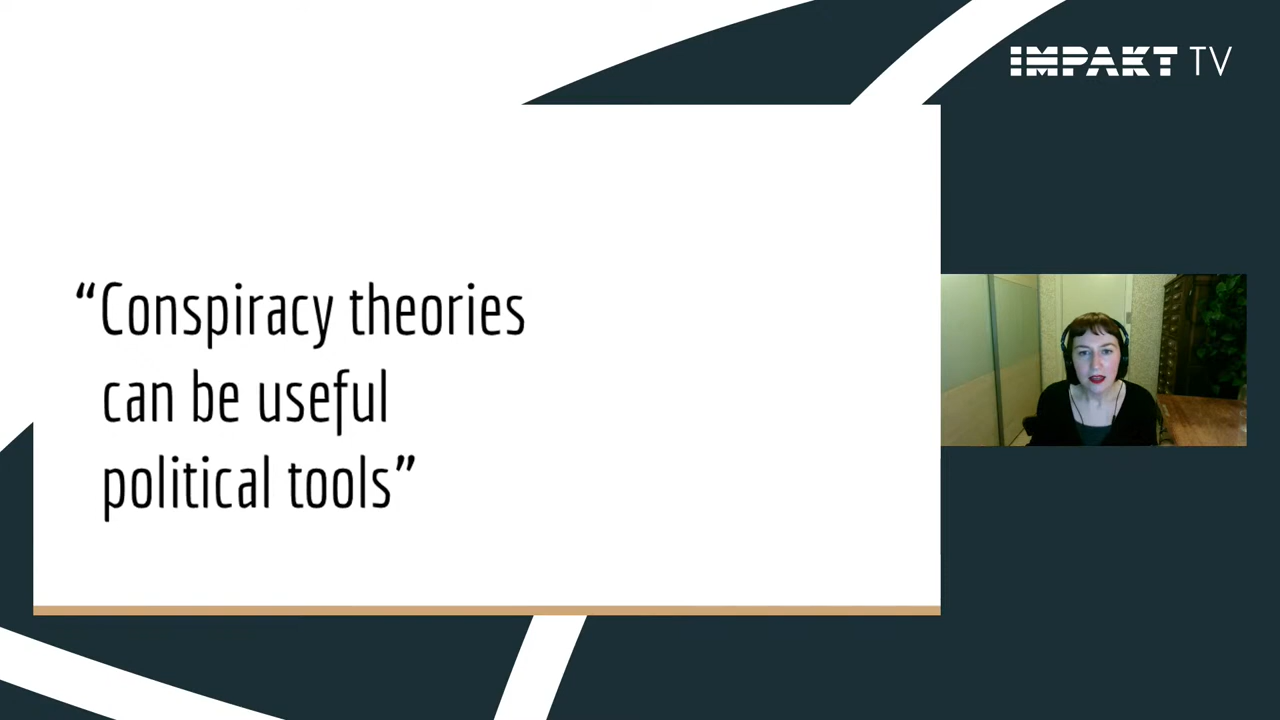 IMPAKT TV
“Conspiracy theories
can be useful
political tools”